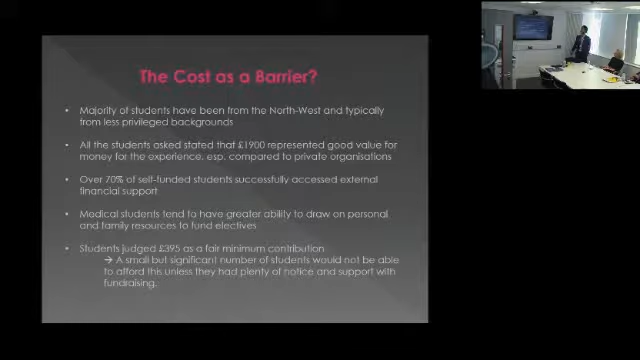 The Cost as a Barrier?
• Majority of students have been from the North-West and typically
from less privileged backgrounds
• All the students asked stated that £1900 represented good value for
money for the experience, esp. compared to private organisations
• Over 70% of self-funded students successfully accessed external
financial support
• Medical students tend to have greater ability to draw on personal
and family resources to fund electives
• Students judged £395 as a fair minimum contribution
→ A small but significant number of students would not be able
to afford this unless they had plenty of notice and support with
fundraising.